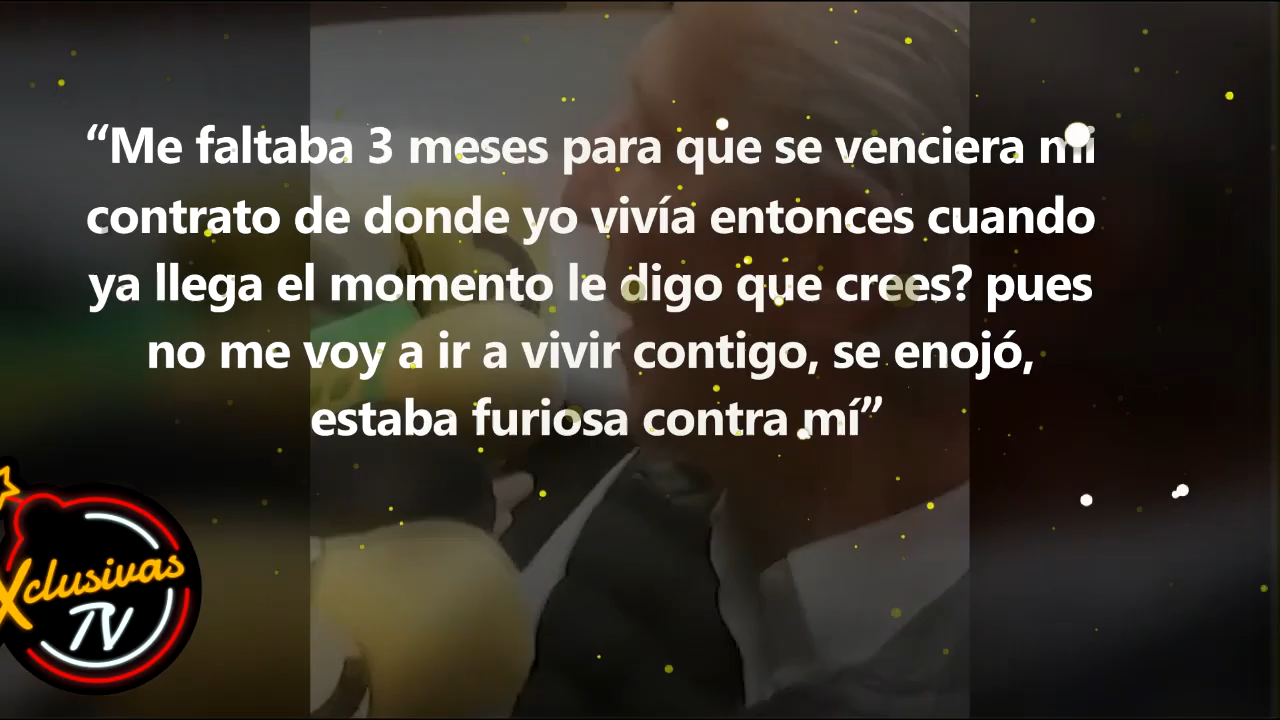 “Me faltaba 3 meses para que se venciera mi
contrato de donde yo vivía entonces cuando
ya llega el momento le digo que crees? pues
no me voy a ir a vivir contigo, se enojó,
estaba furiosa contra mí”
Xclusivas
TV